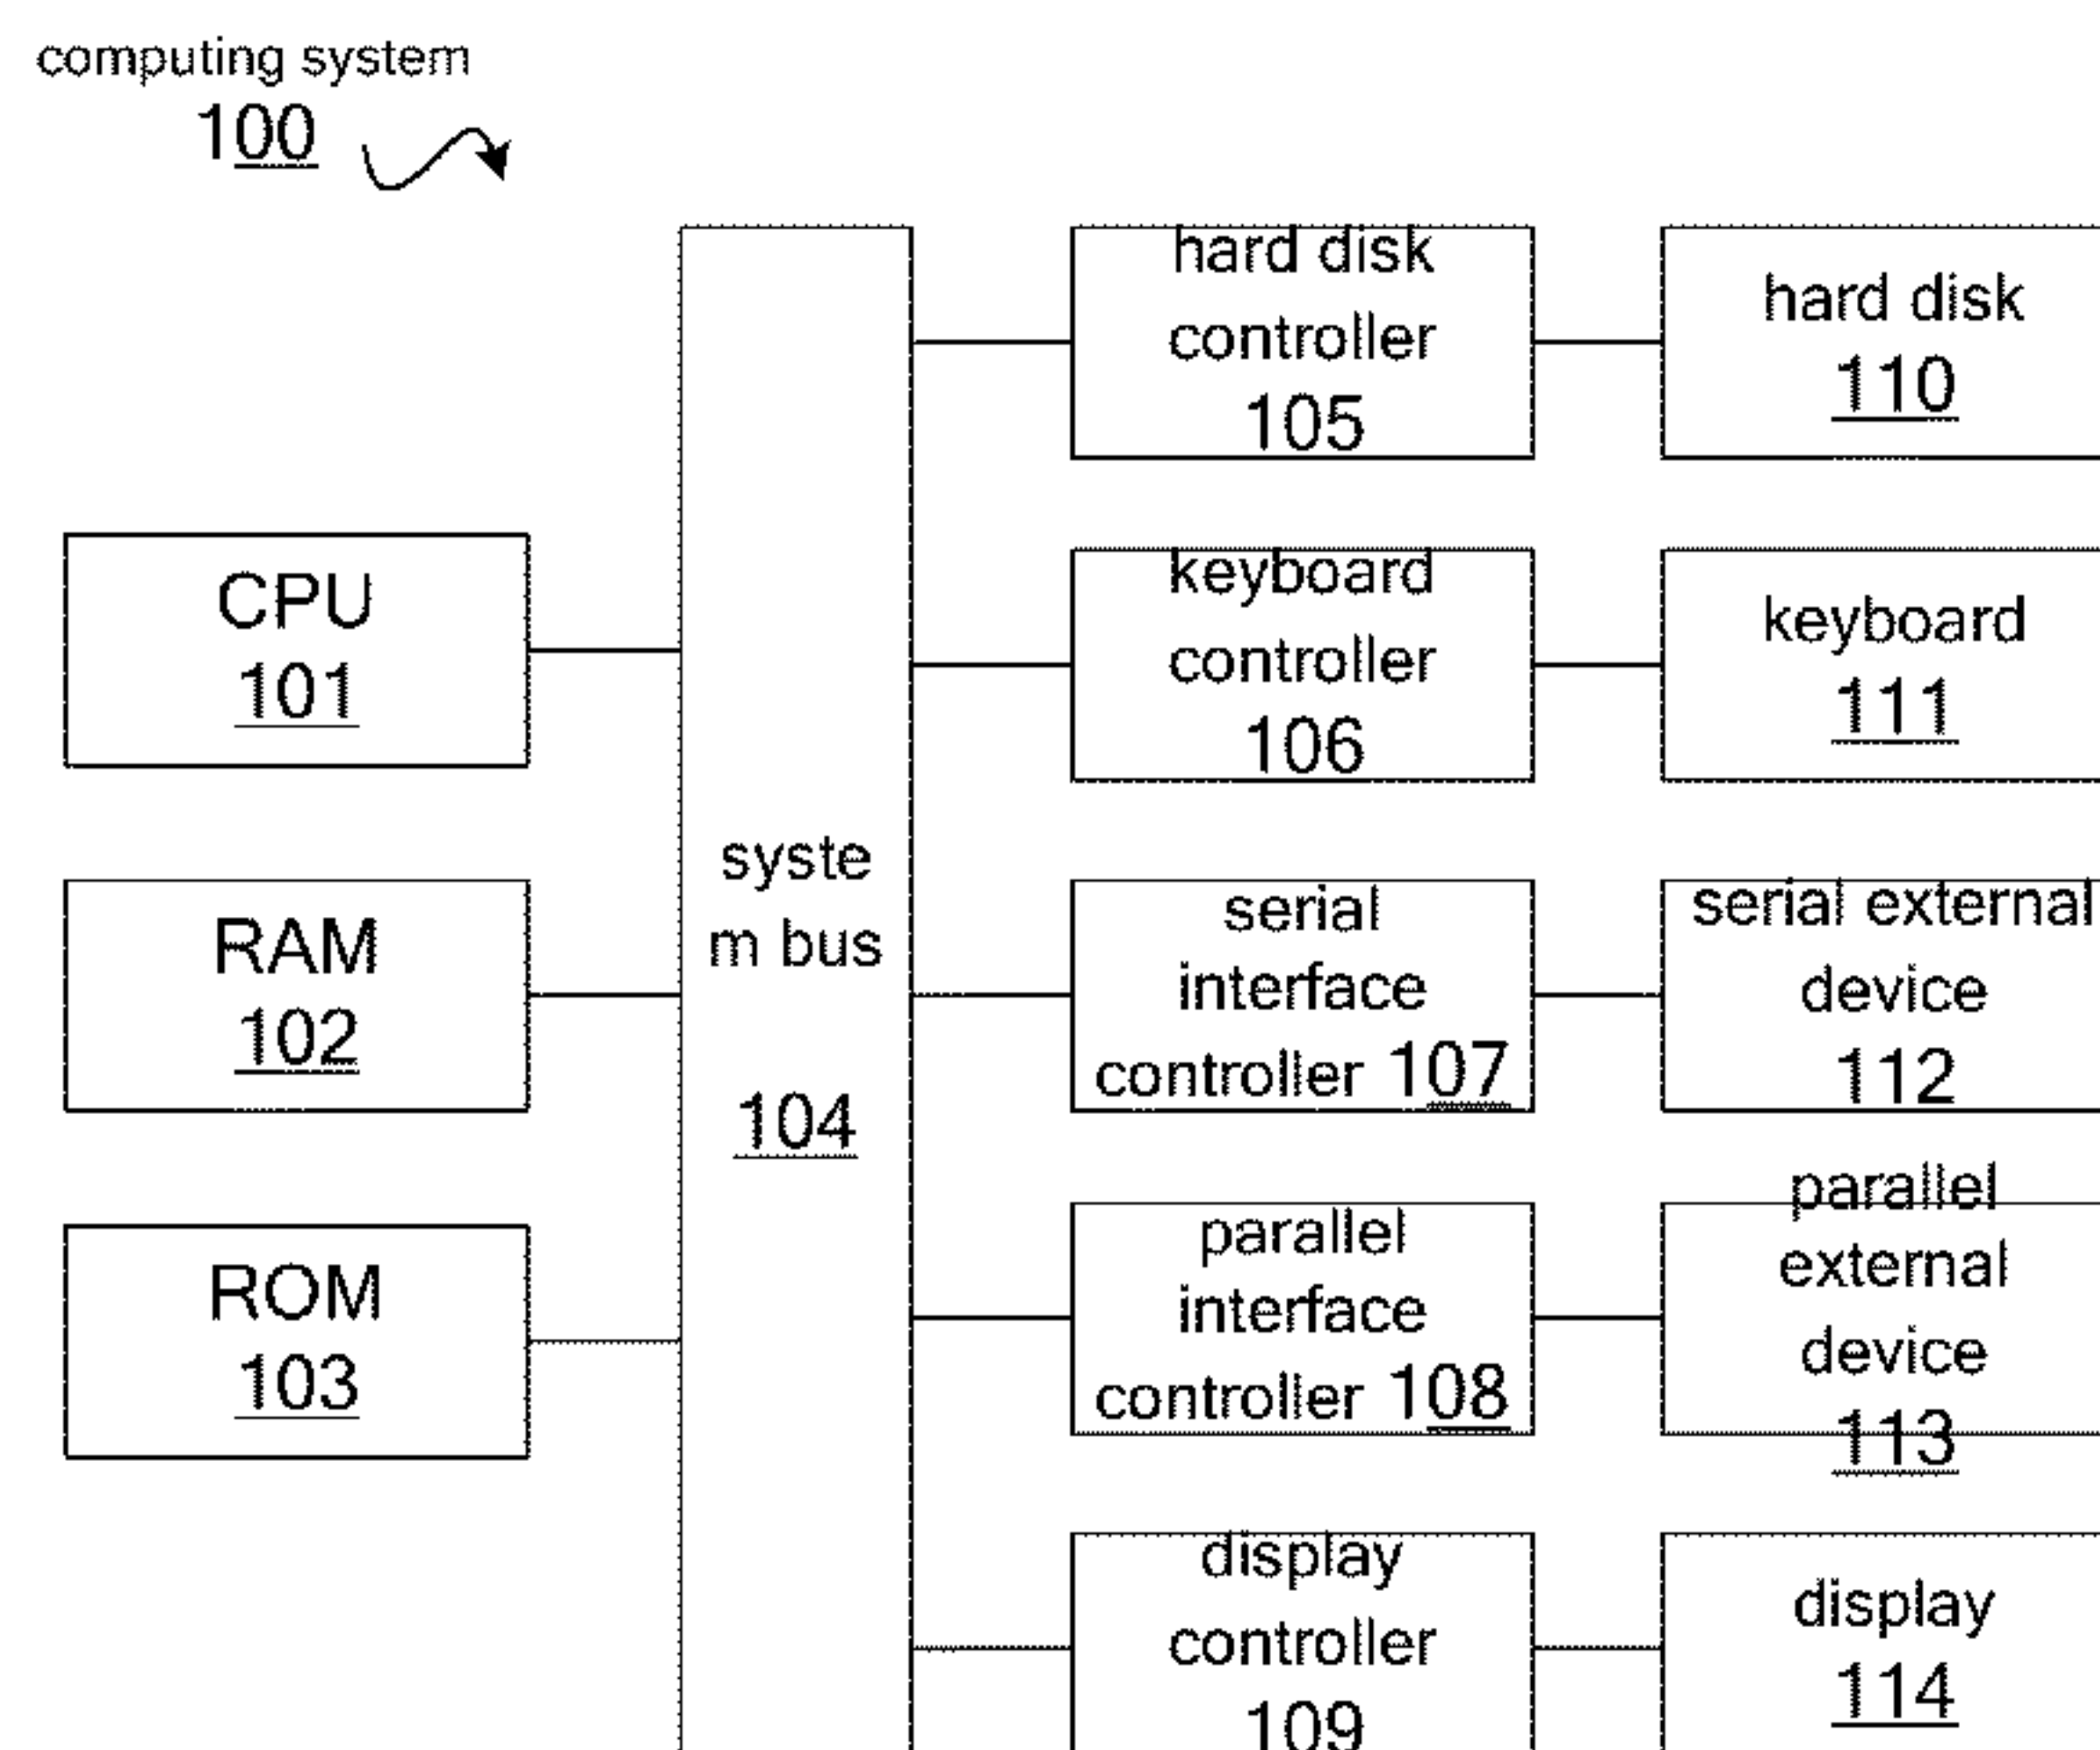 computing system
100
CPU
101
RAM
102
ROM
103
syste
m bus
104
hard disk
controller
105
keyboard
controller
106
serial
interface
controller 107
parallel
interface
controller 108
display
controller
109
hard disk
110
keyboard
111
serial external
device
112
parallel
external
device
113
display
114